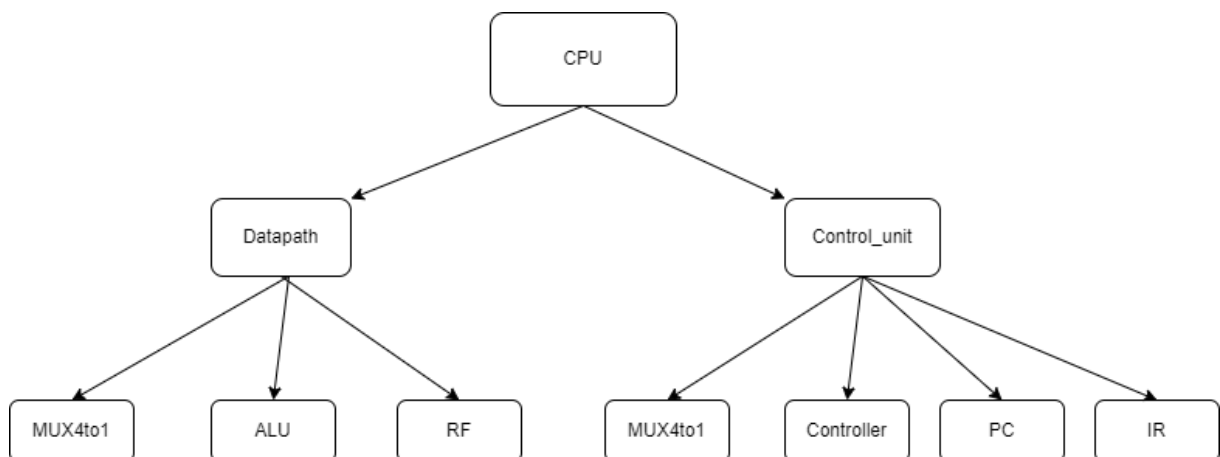 CPU
Datapath
Control_unit
MUX4to1
ALU
RF
MUX4to1
Controller
PC
IR